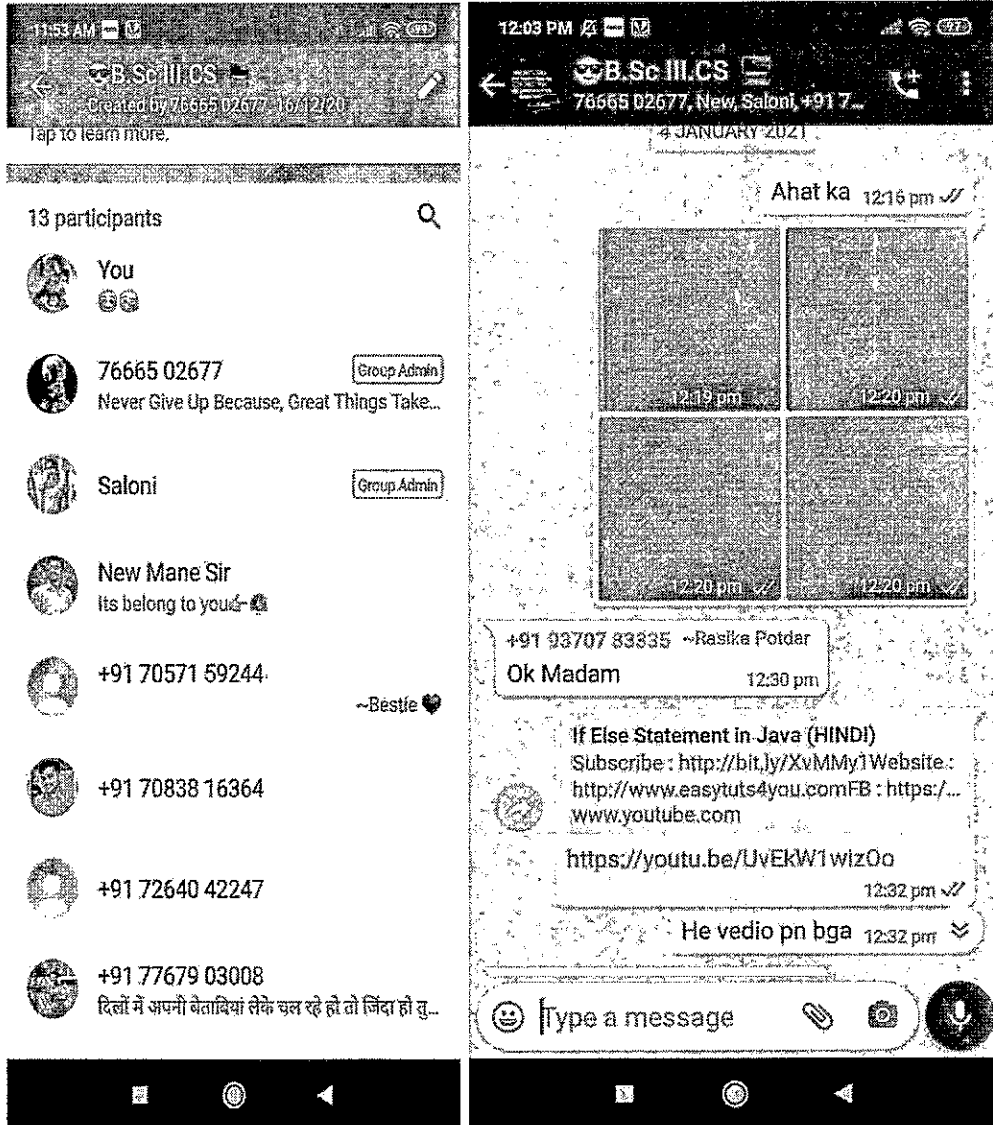 11:53 AM
B.Sc III.CS
Created by 76665 02677, 16/12/20
Tap to learn more.
13 participants
You
76665 02677
Group Admin
Never Give Up Because, Great Things Take...
Saloni
Group Admin
New Mane Sir
Its belong to you
+91 70571 59244
~Bestie
+91 70838 16364
+91 72640 42247
+91 77679 03008
दिलों में अपनी बेताबियां लेके चल रहे हो तो जिंदा हो तु...
12:03 PM
97
B.Sc III.CS
76665 02677, New, Saloni, +91 7...
4 JANUARY 2021
Ahat ka 12:16 pm
12:19 pm
12:20 pm
12:20 pm
12:20 pm
+91 93707 83335 ~Rasika Potdar
Ok Madam 12:30 pm
If Else Statement in Java (HINDI)
Subscribe : http://bit.ly/XvMMy1Website :
http://www.easytuts4you.comFB : https:/...
www.youtube.com
https://youtu.be/UvEkW1wizOo
12:32 pm
He vedio pn bga 12:32 pm
Type a message